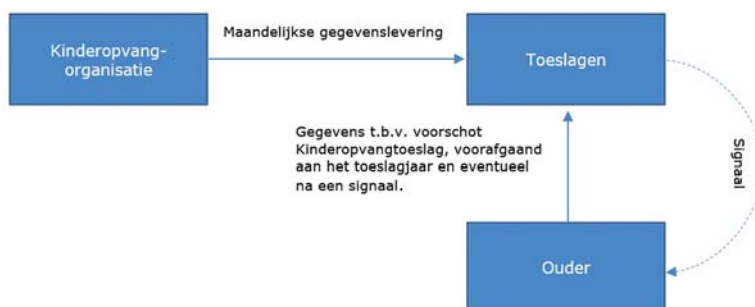 Kinderopvang-
organisatie
Maandelijkse gegevenslevering
Toeslagen
Gegevens t.b.v. voorschot
Kinderopvangtoeslag, voorafgaand
aan het toeslagjaar en eventueel
na een signaal.
Signaal
Ouder